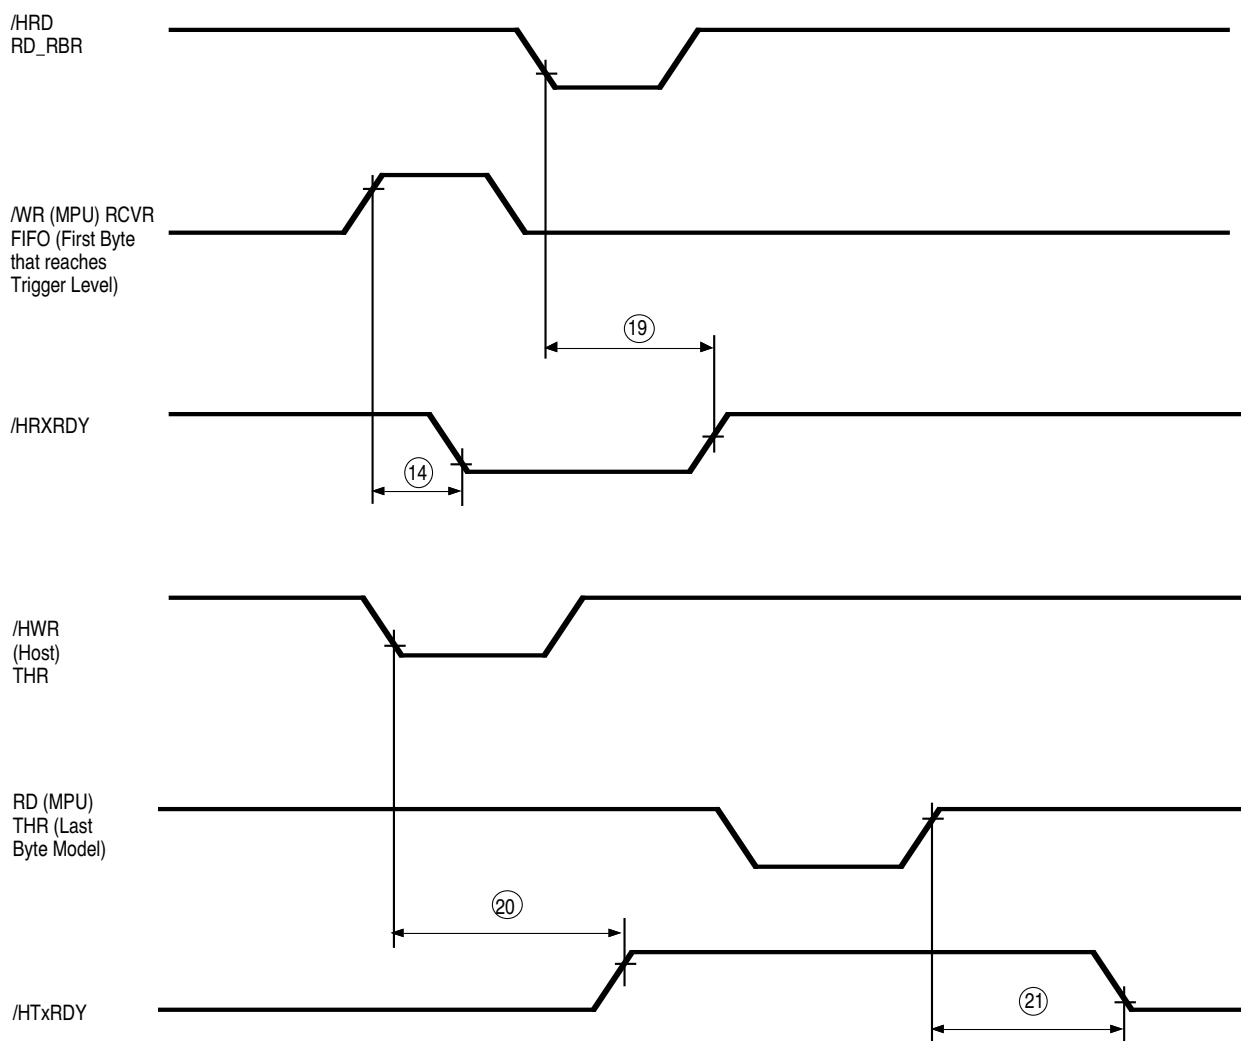 /HRD
RD_RBR
/WR (MPU) RCVR
FIFO (First Byte
that reaches
Trigger Level)
19
/HRXRDY
14
/HWR
(Host)
THR
RD (MPU)
THR (Last
Byte Model)
20
/HTxRDY
21